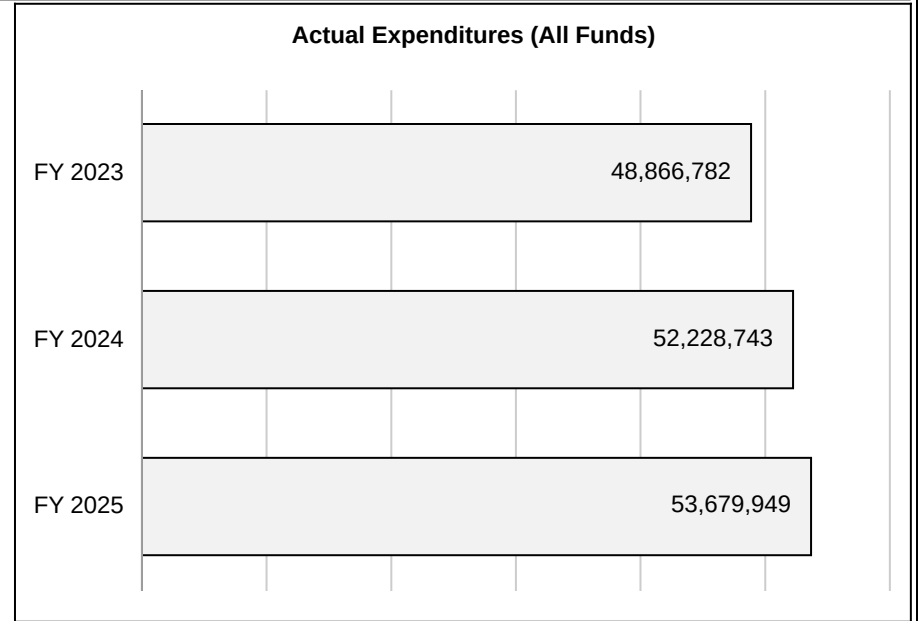 Actual Expenditures (All Funds)
FY 2023
48,866,782
FY 2024
52,228,743
FY 2025
53,679,949